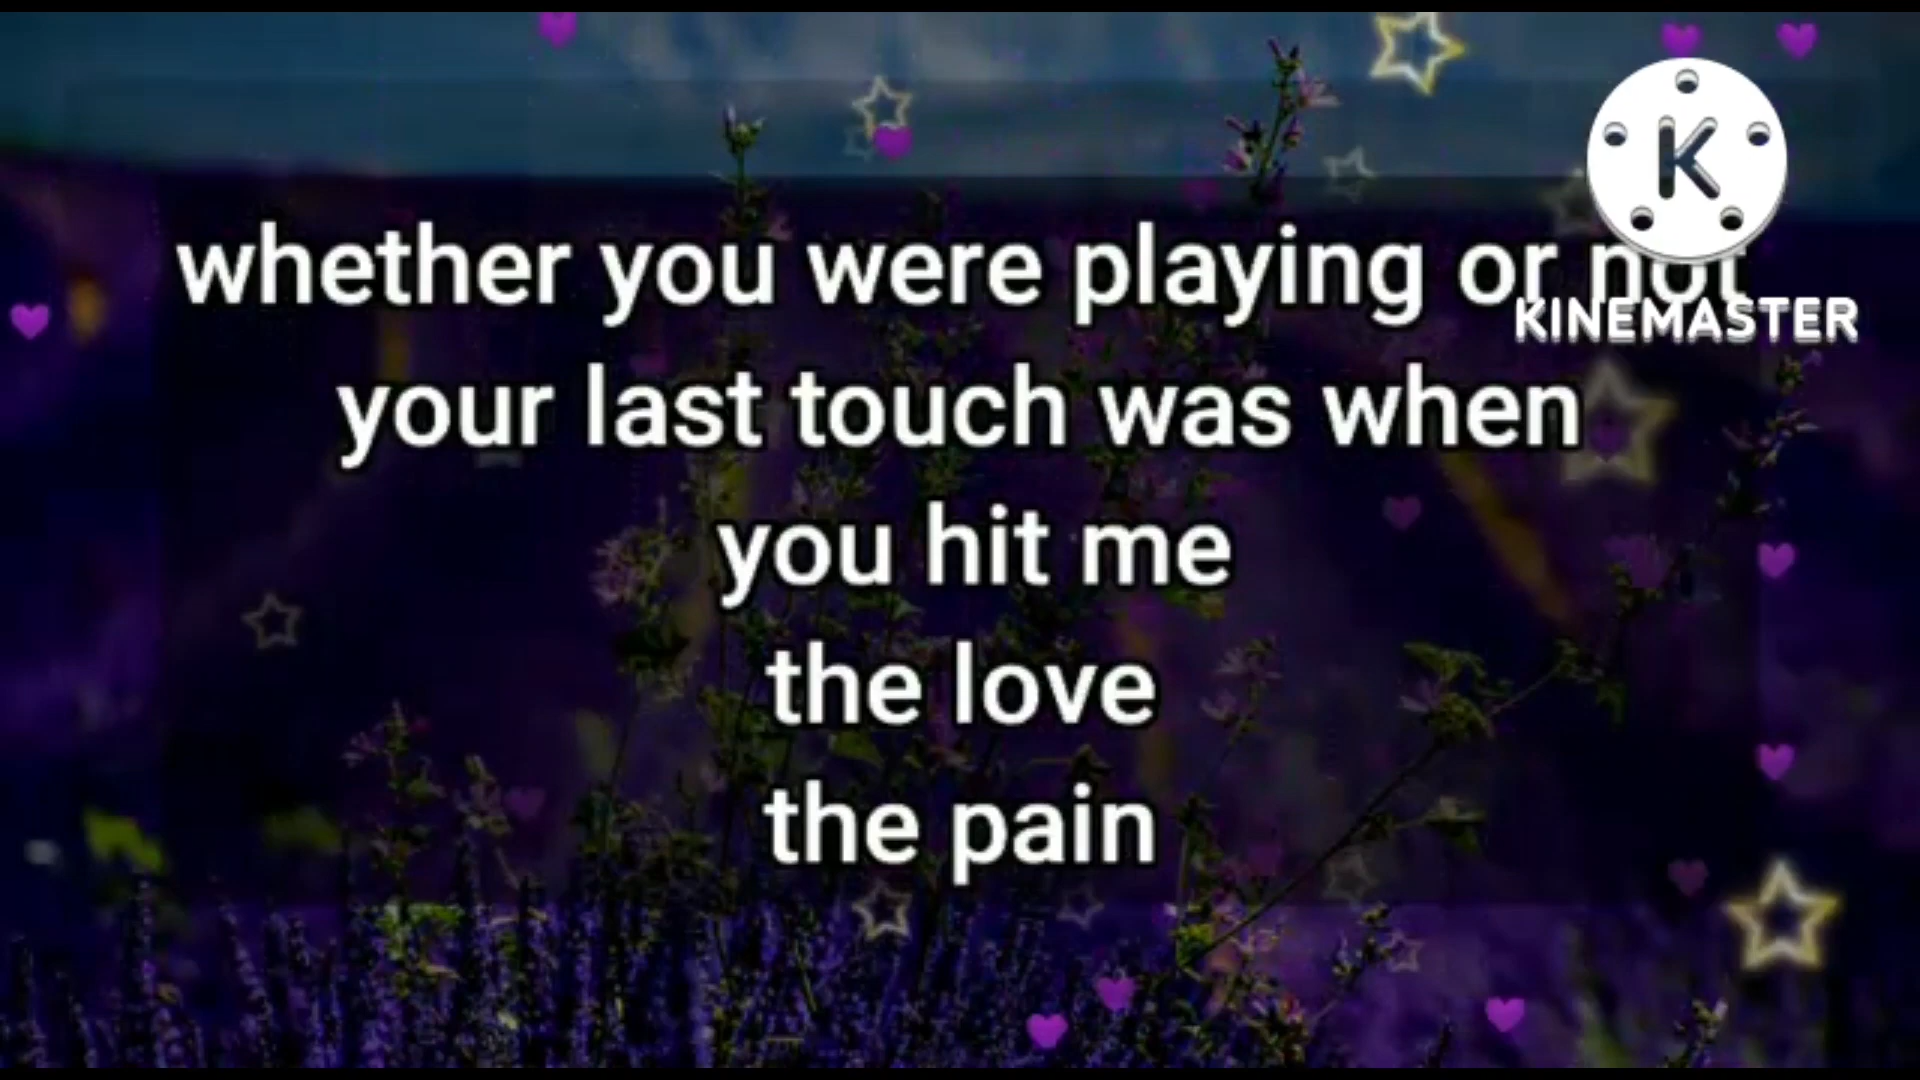 whether you were playing or not
KINEMASTER
your last touch was when
you hit me
the love
the pain